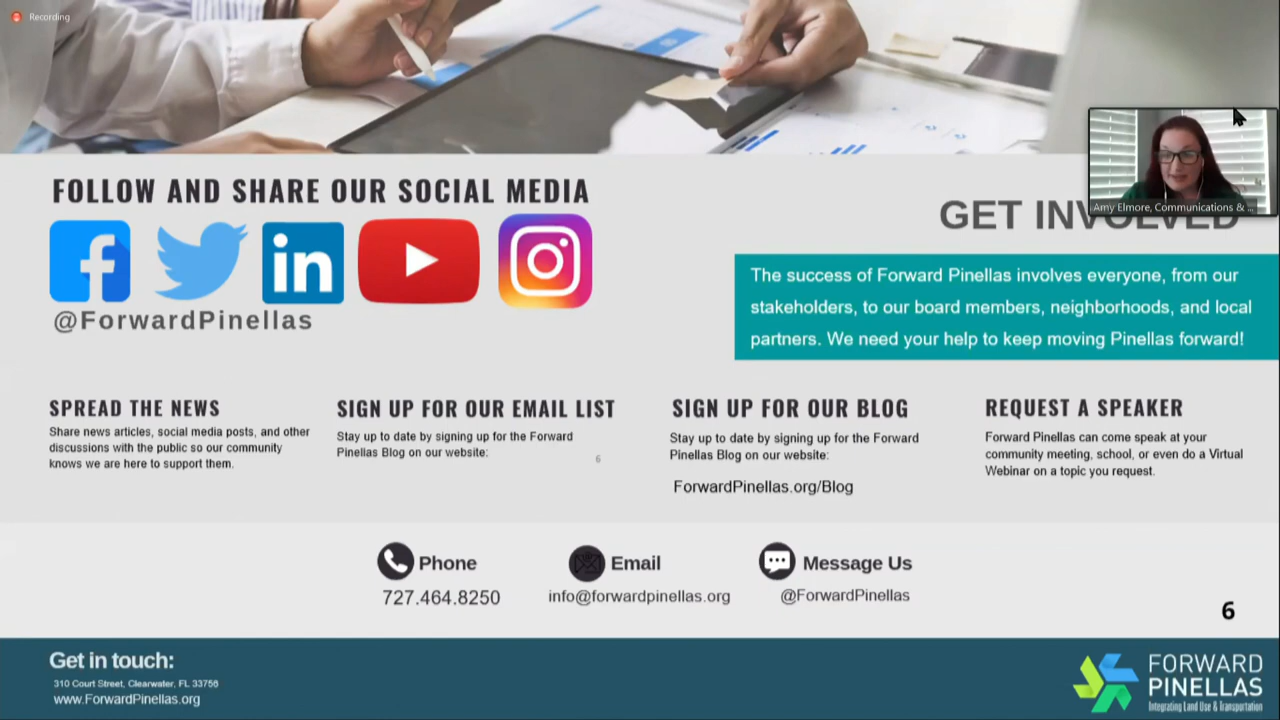 Recording
FOLLOW AND SHARE OUR SOCIAL MEDIA
f
in
@ForwardPinellas
Amy Elmore, Communications & ...
GET INVOLVED
The success of Forward Pinellas involves everyone, from our
stakeholders, to our board members, neighborhoods, and local
partners. We need your help to keep moving Pinellas forward!
SPREAD THE NEWS
Share news articles, social media posts, and other
discussions with the public so our community
knows we are here to support them.
SIGN UP FOR OUR EMAIL LIST
Stay up to date by signing up for the Forward
Pinellas Blog on our website:
6
SIGN UP FOR OUR BLOG
Stay up to date by signing up for the Forward
Pinellas Blog on our website:
ForwardPinellas.org/Blog
REQUEST A SPEAKER
Forward Pinellas can come speak at your
community meeting, school, or even do a Virtual
Webinar on a topic you request.
Phone
727.464.8250
Email
info@forwardpinellas.org
Message Us
@ForwardPinellas
6
Get in touch:
310 Court Street, Clearwater, FL 33756
www.ForwardPinellas.org
FORWARD
PINELLAS
Integrating Land Use & Transportation